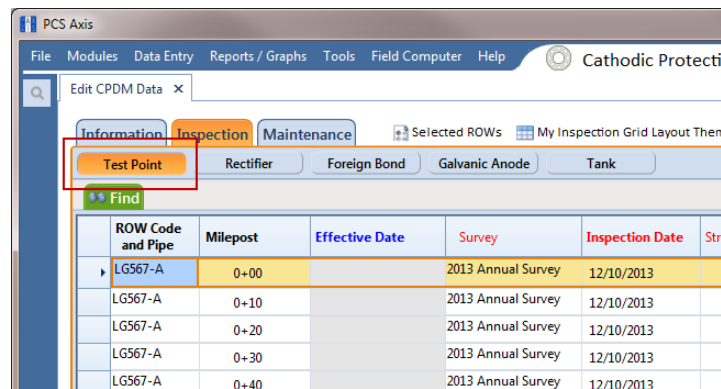 PCS Axis
File Modules Data Entry Reports / Graphs Tools Field Computer Help Cathodic Protecti
Edit CPDM Data ×
Information Inspection Maintenance Selected ROWs My Inspection Grid Layout Them
Test Point Rectifier Foreign Bond Galvanic Anode Tank
Find
ROW Code and Pipe Milepost Effective Date Survey Inspection Date Str
LG567-A 0+00 2013 Annual Survey 12/10/2013
LG567-A 0+10 2013 Annual Survey 12/10/2013
LG567-A 0+20 2013 Annual Survey 12/10/2013
LG567-A 0+30 2013 Annual Survey 12/10/2013
LG567-A 0+40 2013 Annual Survey 12/10/2013